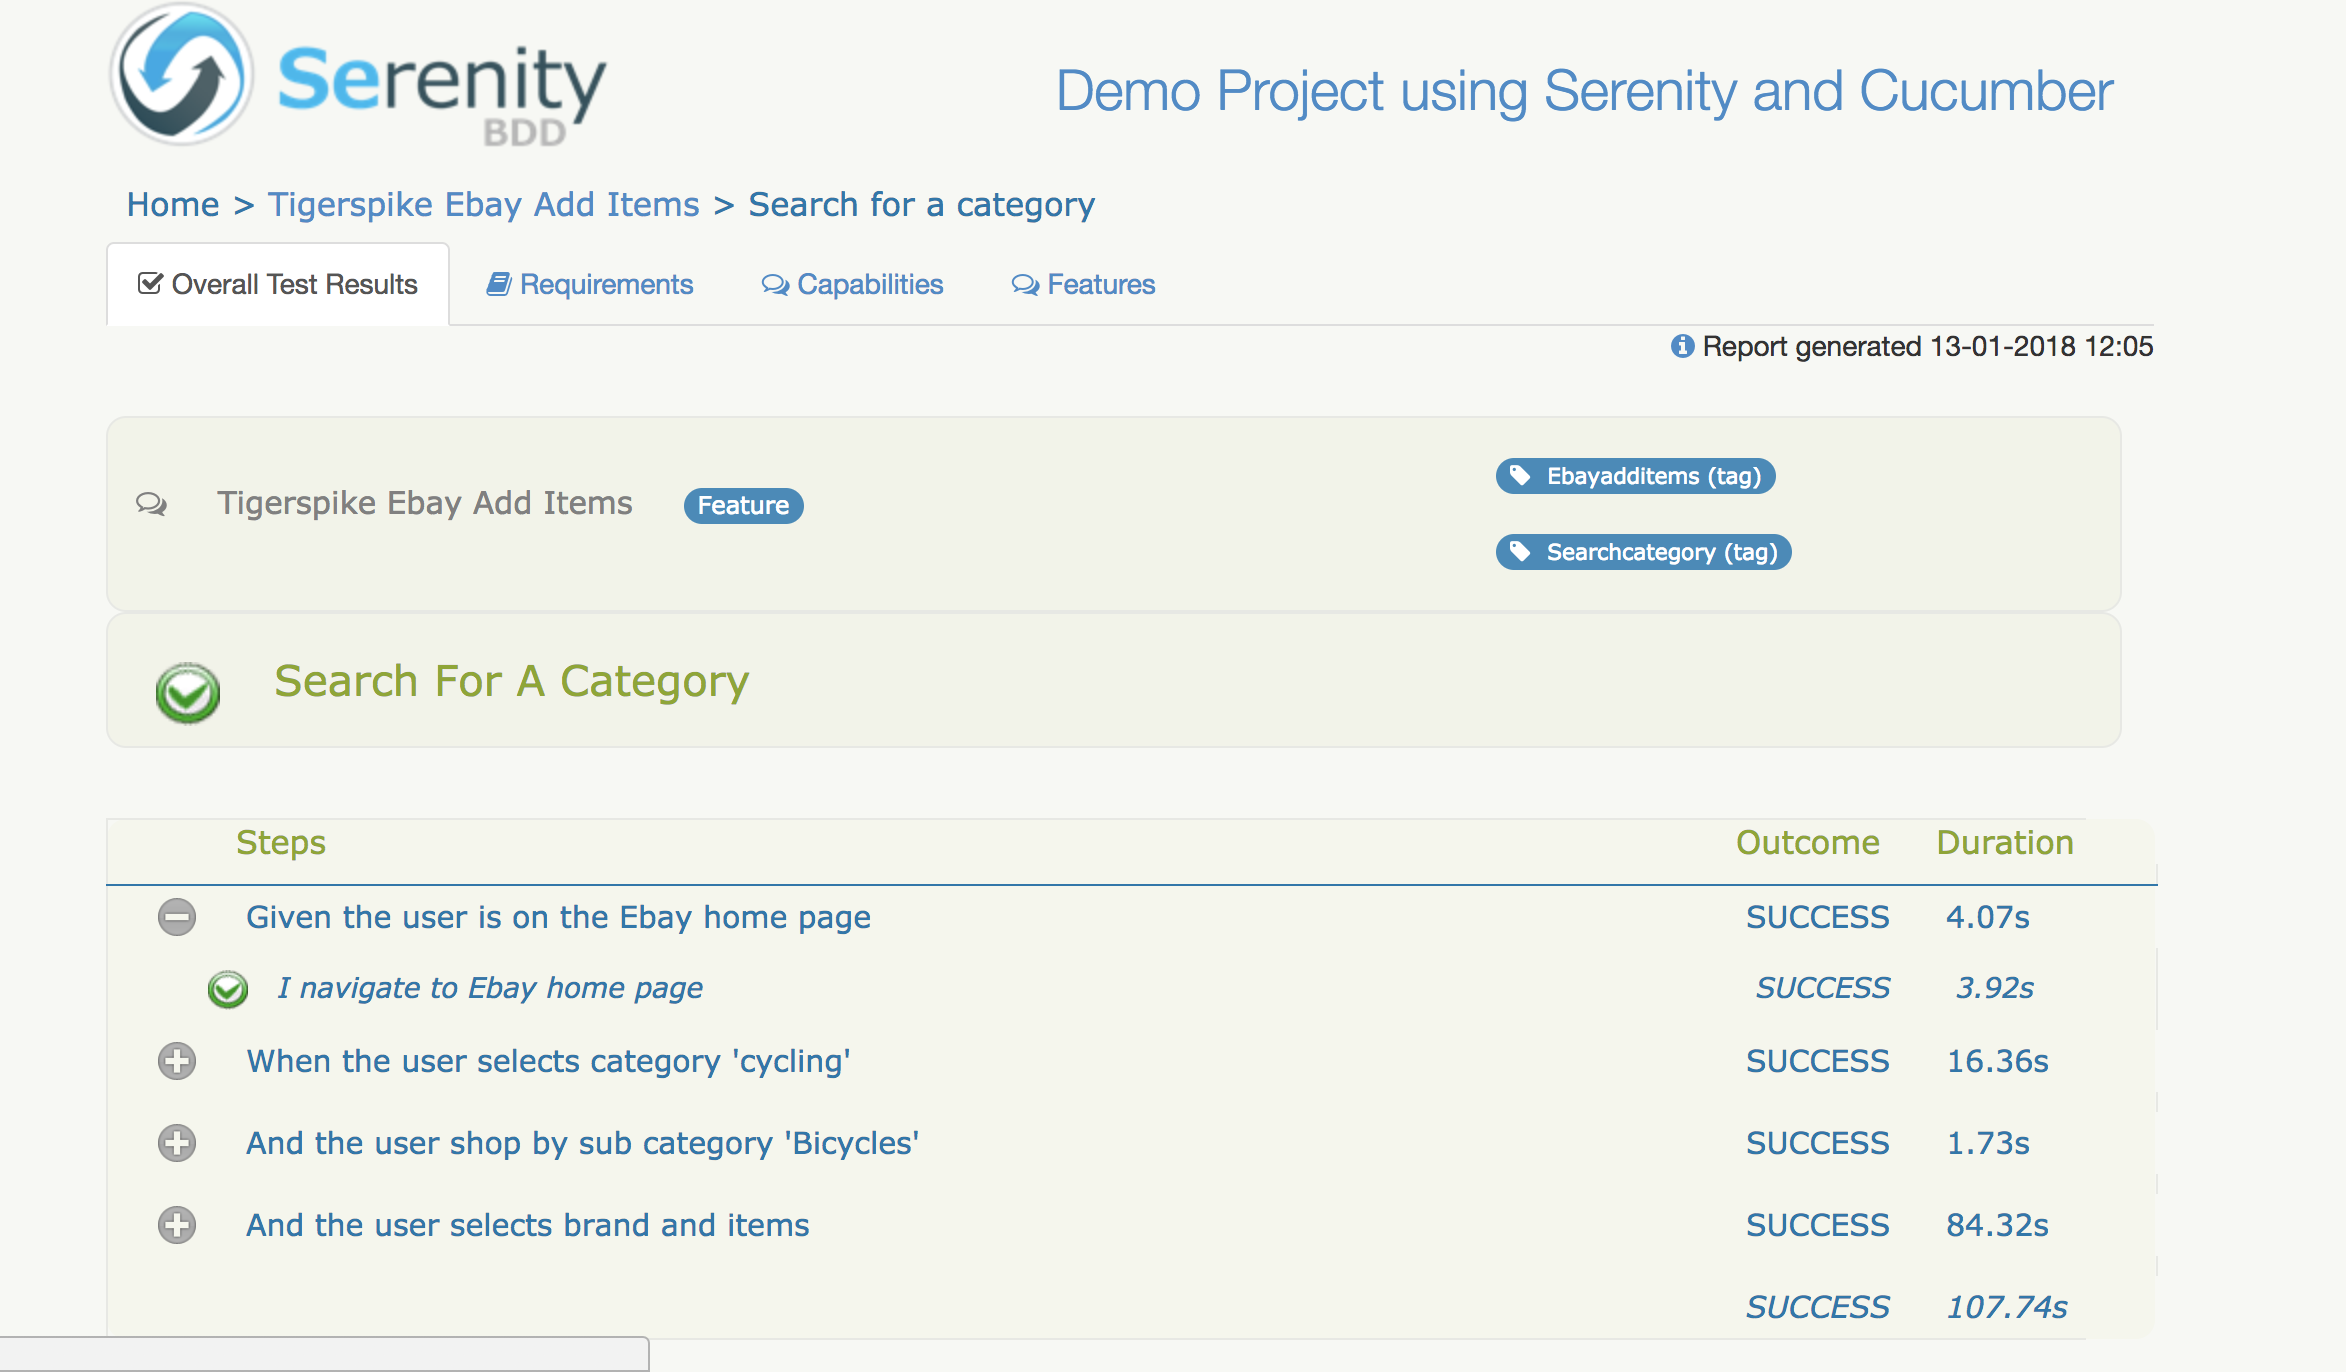 Serenity
BDD
Demo Project using Serenity and Cucumber
Home > Tigerspike Ebay Add Items > Search for a category
Overall Test Results Requirements Capabilities Features
Report generated 13-01-2018 12:05
Tigerspike Ebay Add Items Feature
Ebayadditems (tag)
Searchcategory (tag)
Search For A Category
Steps Outcome Duration
Given the user is on the Ebay home page SUCCESS 4.07s
I navigate to Ebay home page SUCCESS 3.92s
When the user selects category 'cycling' SUCCESS 16.36s
And the user shop by sub category 'Bicycles' SUCCESS 1.73s
And the user selects brand and items SUCCESS 84.32s
SUCCESS 107.74s